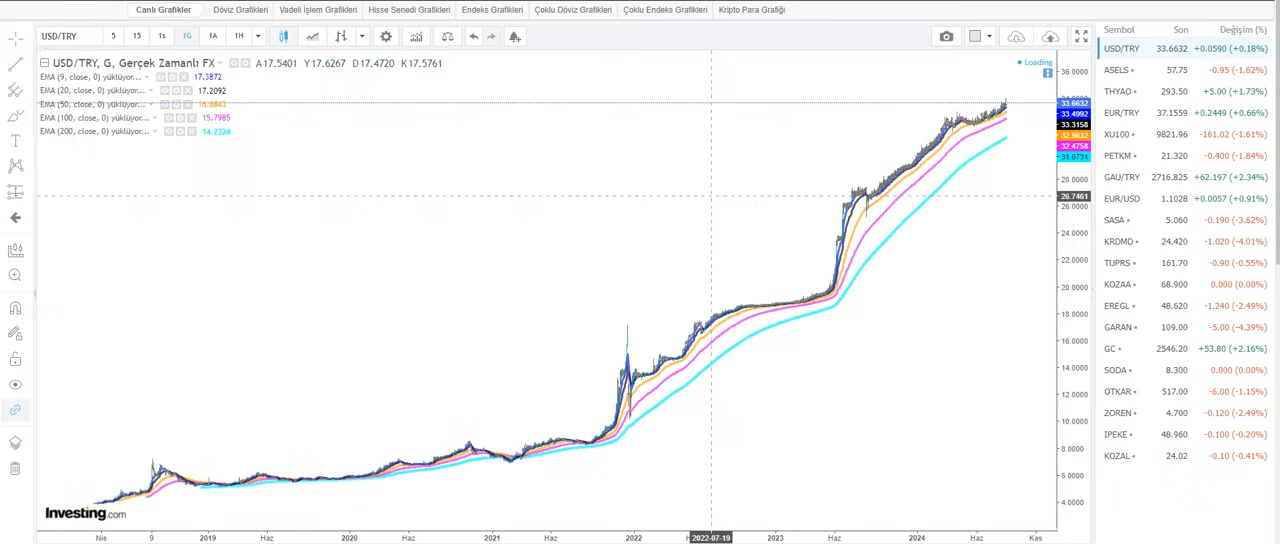 Canlı Grafikler Döviz Grafikleri Vadeli İşlem Grafikleri Hisse Senedi Grafikleri Endeks Grafikleri Çoklu Döviz Grafikleri Çoklu Endeks Grafikleri Kripto Para Grafiği
USD/TRY 5 15 1s 1G 1A 1H
USD/TRY, G, Gerçek Zamanlı FX A17.5401 Y17.6267 D17.4720 K17.5761
Loading
EMA (9, close, 0) yüklüyor... 17.3872
EMA (20, close, 0) yüklüyor... 17.2092
EMA (50, close, 0) yüklüyor... 16.6843
EMA (100, close, 0) yüklüyor... 15.7985
EMA (200, close, 0) yüklüyor... 14.2324
36.0000
33.6632
33.4992
33.3158
32.9832
32.4758
31.0731
28.0000
26.7461
26.0000
24.0000
22.0000
20.0000
18.0000
16.0000
14.0000
12.0000
10.0000
8.0000
6.0000
4.0000
Investing.com
Nis 9 2019 Haz 2020 Haz 2021 Haz 2022 2022-07-19 2023 Haz 2024 Haz Kas
Sembol Son Değişim (%)
USD/TRY 33.6632 +0.0590 (+0.18%)
ASELS 57.75 -0.95 (-1.62%)
THYAO 293.50 +5.00 (+1.73%)
EUR/TRY 37.1559 +0.2449 (+0.66%)
XU100 9821.96 -161.02 (-1.61%)
PETKM 21.320 -0.400 (-1.84%)
GAU/TRY 2716.825 +62.197 (+2.34%)
EUR/USD 1.1028 +0.0057 (+0.91%)
SASA 5.060 -0.190 (-3.62%)
KRDMD 24.420 -1.020 (-4.01%)
TUPRS 161.70 -0.90 (-0.55%)
KOZAA 68.900 0.000 (0.00%)
EREGL 48.620 -1.240 (-2.49%)
GARAN 109.00 -5.00 (-4.39%)
GC 2546.20 +53.80 (+2.16%)
SODA 8.300 0.000 (0.00%)
OTKAR 517.00 -6.00 (-1.15%)
ZOREN 4.700 -0.120 (-2.49%)
IPEKE 48.960 -0.100 (-0.20%)
KOZAL 24.02 -0.10 (-0.41%)